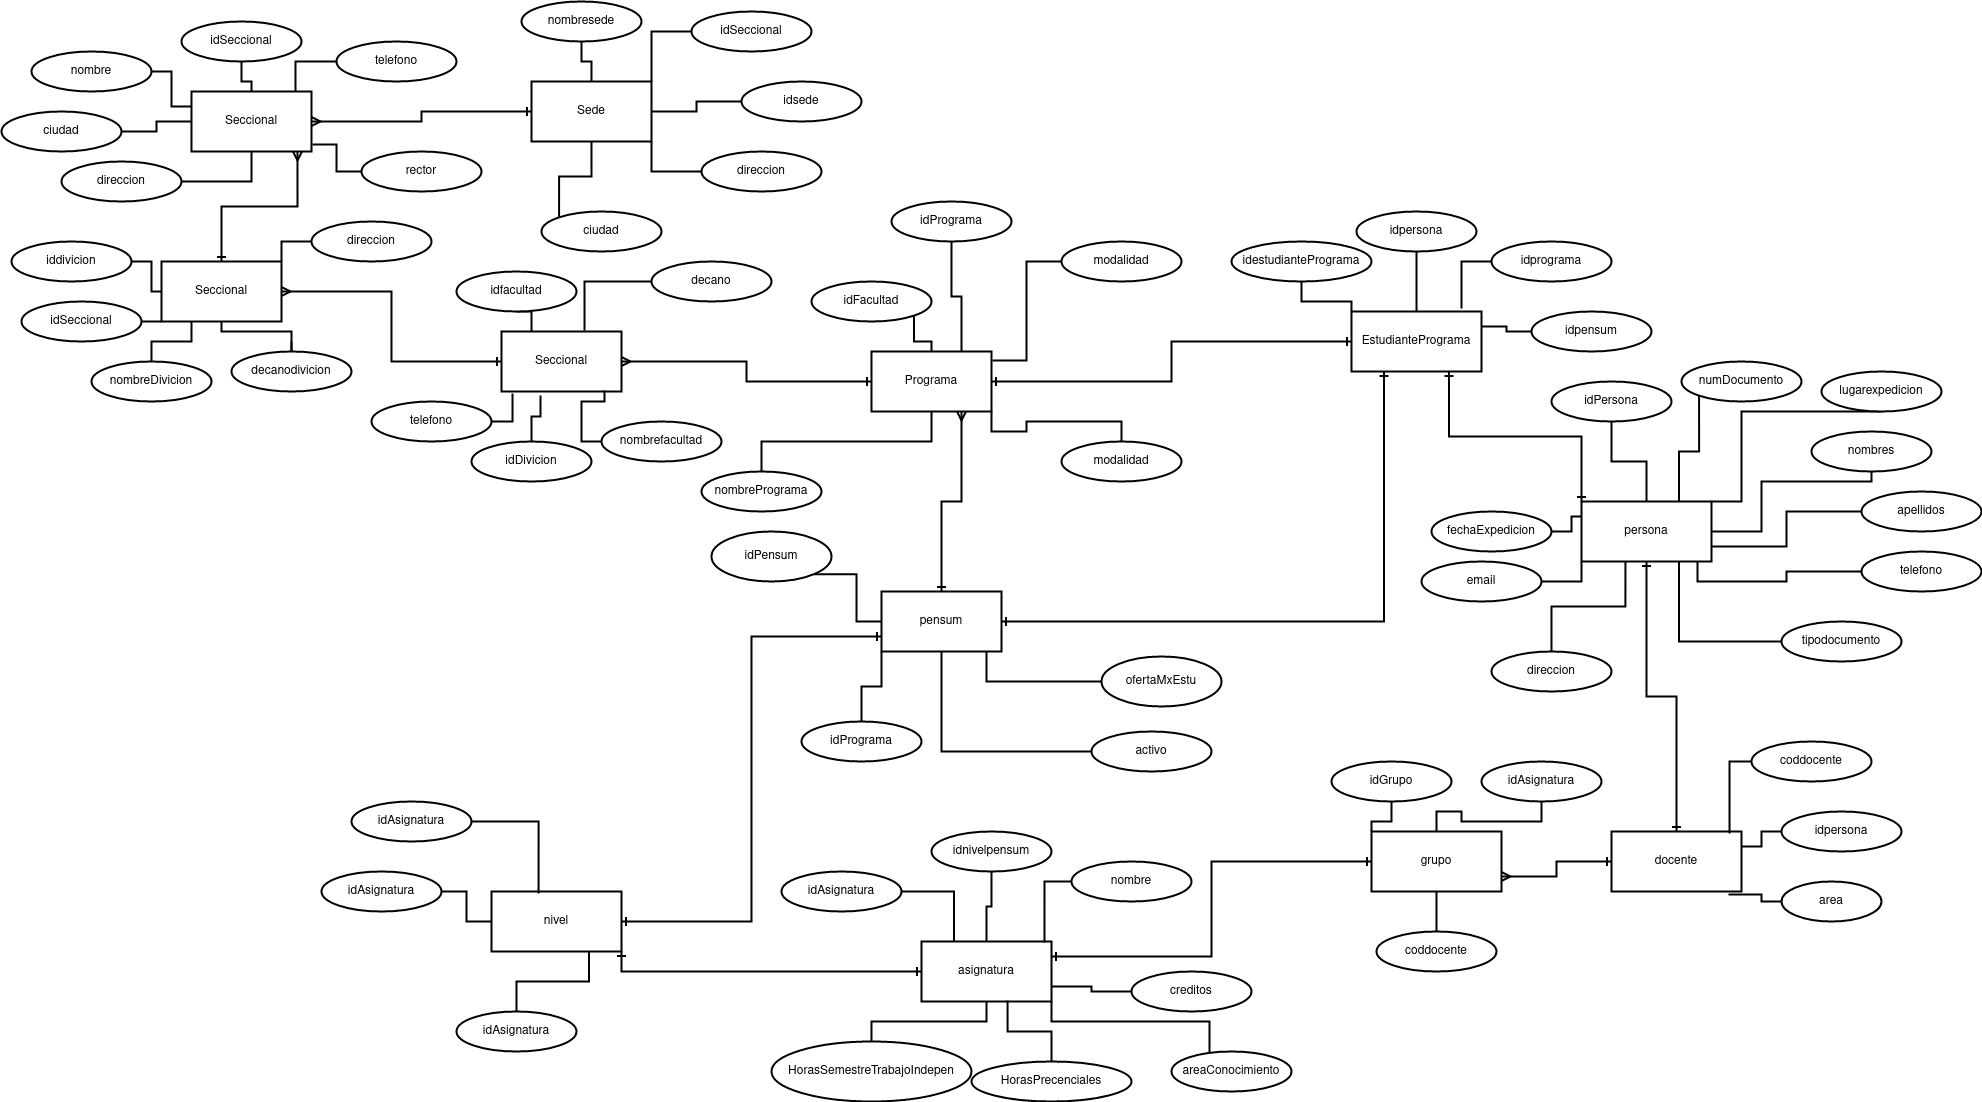 nombresede
idSeccional
idSeccional
telefono
nombre
Sede
idsede
Seccional
ciudad
direccion
rector
direccion
ciudad
idPrograma
idpersona
direccion
iddivicion
modalidad
idestudiantePrograma
idprograma
Seccional
idfacultad
decano
idFacultad
idSeccional
idpensum
EstudiantePrograma
Seccional
decanodivicion
nombreDivicion
Programa
numDocumento
lugarexpedicion
idPersona
telefono
nombrefacultad
idDivicion
modalidad
nombres
nombrePrograma
apellidos
fechaExpedicion
persona
idPensum
email
telefono
pensum
tipodocumento
direccion
ofertaMxEstu
idPrograma
activo
coddocente
idGrupo
idAsignatura
idAsignatura
idpersona
idnivelpensum
grupo
docente
nombre
idAsignatura
idAsignatura
area
nivel
coddocente
asignatura
creditos
idAsignatura
HorasSemestreTrabajoIndepen
HorasPrecenciales
areaConocimiento